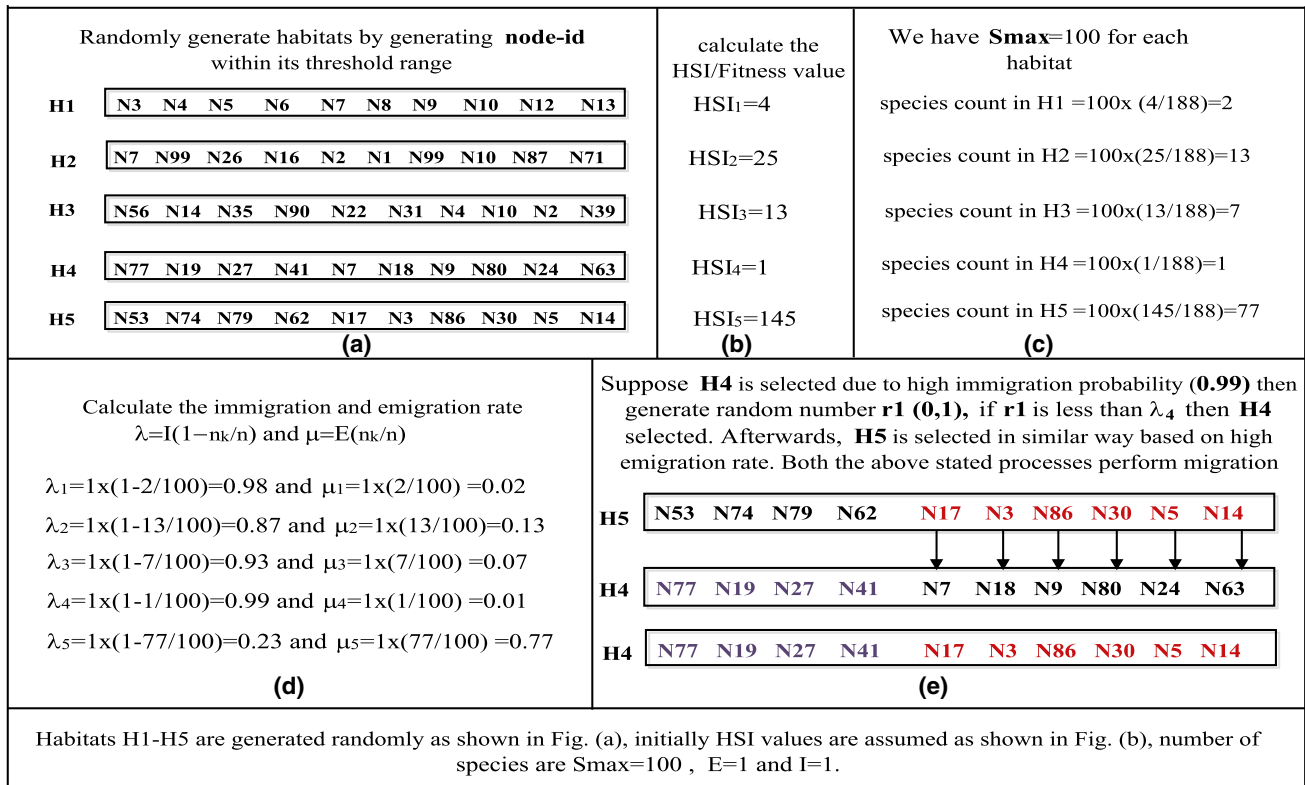 Randomly generate habitats by generating node-id
within its threshold range
H1 N3 N4 N5 N6 N7 N8 N9 N10 N12 N13
H2 N7 N99 N26 N16 N2 N1 N99 N10 N87 N71
H3 N56 N14 N35 N90 N22 N31 N4 N10 N2 N39
H4 N77 N19 N27 N41 N7 N18 N9 N80 N24 N63
H5 N53 N74 N79 N62 N17 N3 N86 N30 N5 N14
(a)
calculate the
HSI/Fitness value
HSI₁=4
HSI₂=25
HSI₃=13
HSI₄=1
HSI₅=145
(b)
We have Smax=100 for each
habitat
species count in H1 =100x (4/188)=2
species count in H2 =100x(25/188)=13
species count in H3 =100x(13/188)=7
species count in H4 =100x(1/188)=1
species count in H5 =100x(145/188)=77
(c)
Calculate the immigration and emigration rate
λ=I(1−nₖ/n) and μ=E(nₖ/n)
λ₁=1x(1-2/100)=0.98 and μ₁=1x(2/100) =0.02
λ₂=1x(1-13/100)=0.87 and μ₂=1x(13/100)=0.13
λ₃=1x(1-7/100)=0.93 and μ₃=1x(7/100)=0.07
λ₄=1x(1-1/100)=0.99 and μ₄=1x(1/100)=0.01
λ₅=1x(1-77/100)=0.23 and μ₅=1x(77/100)=0.77
(d)
Suppose H4 is selected due to high immigration probability (0.99) then
generate random number r1 (0,1), if r1 is less than λ₄ then H4
selected. Afterwards, H5 is selected in similar way based on high
emigration rate. Both the above stated processes perform migration
H5 N53 N74 N79 N62 N17 N3 N86 N30 N5 N14
H4 N77 N19 N27 N41 N7 N18 N9 N80 N24 N63
H4 N77 N19 N27 N41 N17 N3 N86 N30 N5 N14
(e)
Habitats H1-H5 are generated randomly as shown in Fig. (a), initially HSI values are assumed as shown in Fig. (b), number of
species are Smax=100 , E=1 and I=1.